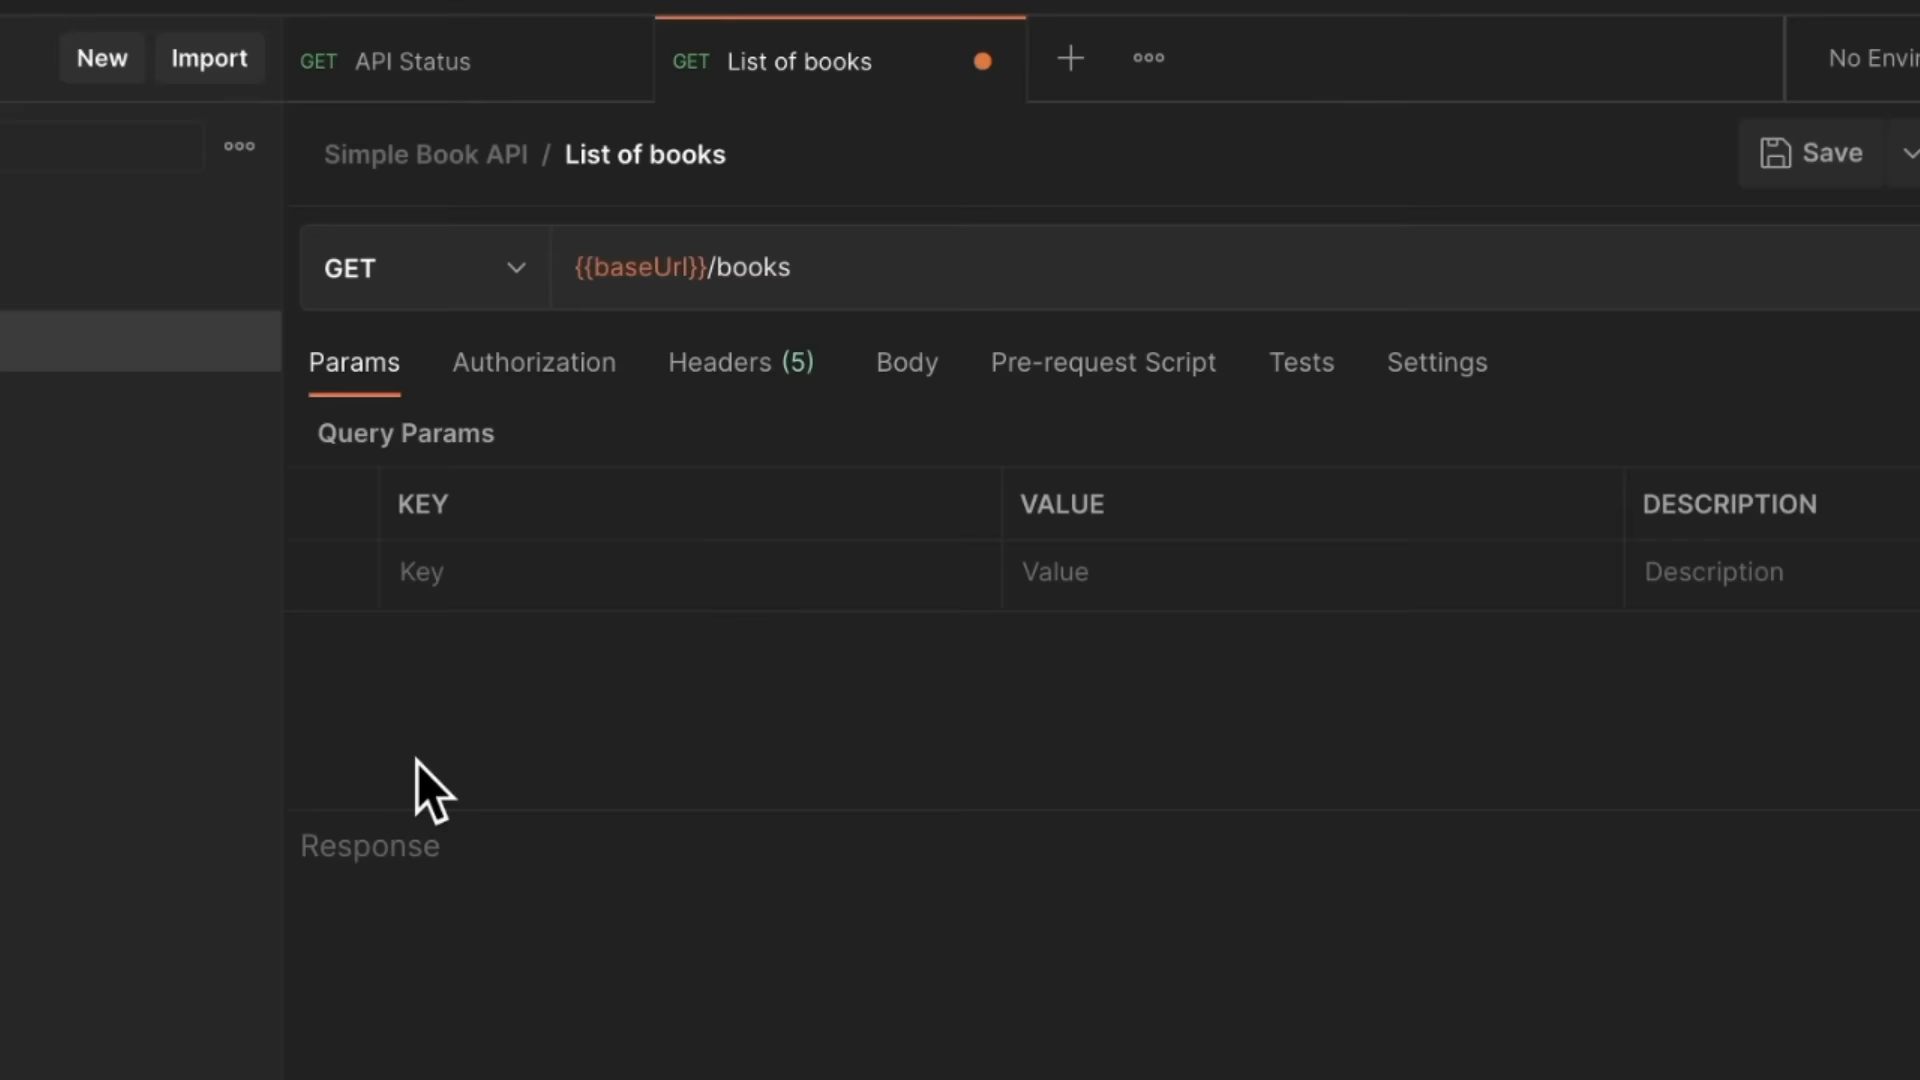 New Import GET API Status GET List of books No Envir
Simple Book API / List of books Save
GET {{baseUrl}}/books
Params Authorization Headers (5) Body Pre-request Script Tests Settings
Query Params
KEY VALUE DESCRIPTION
Key Value Description
Response